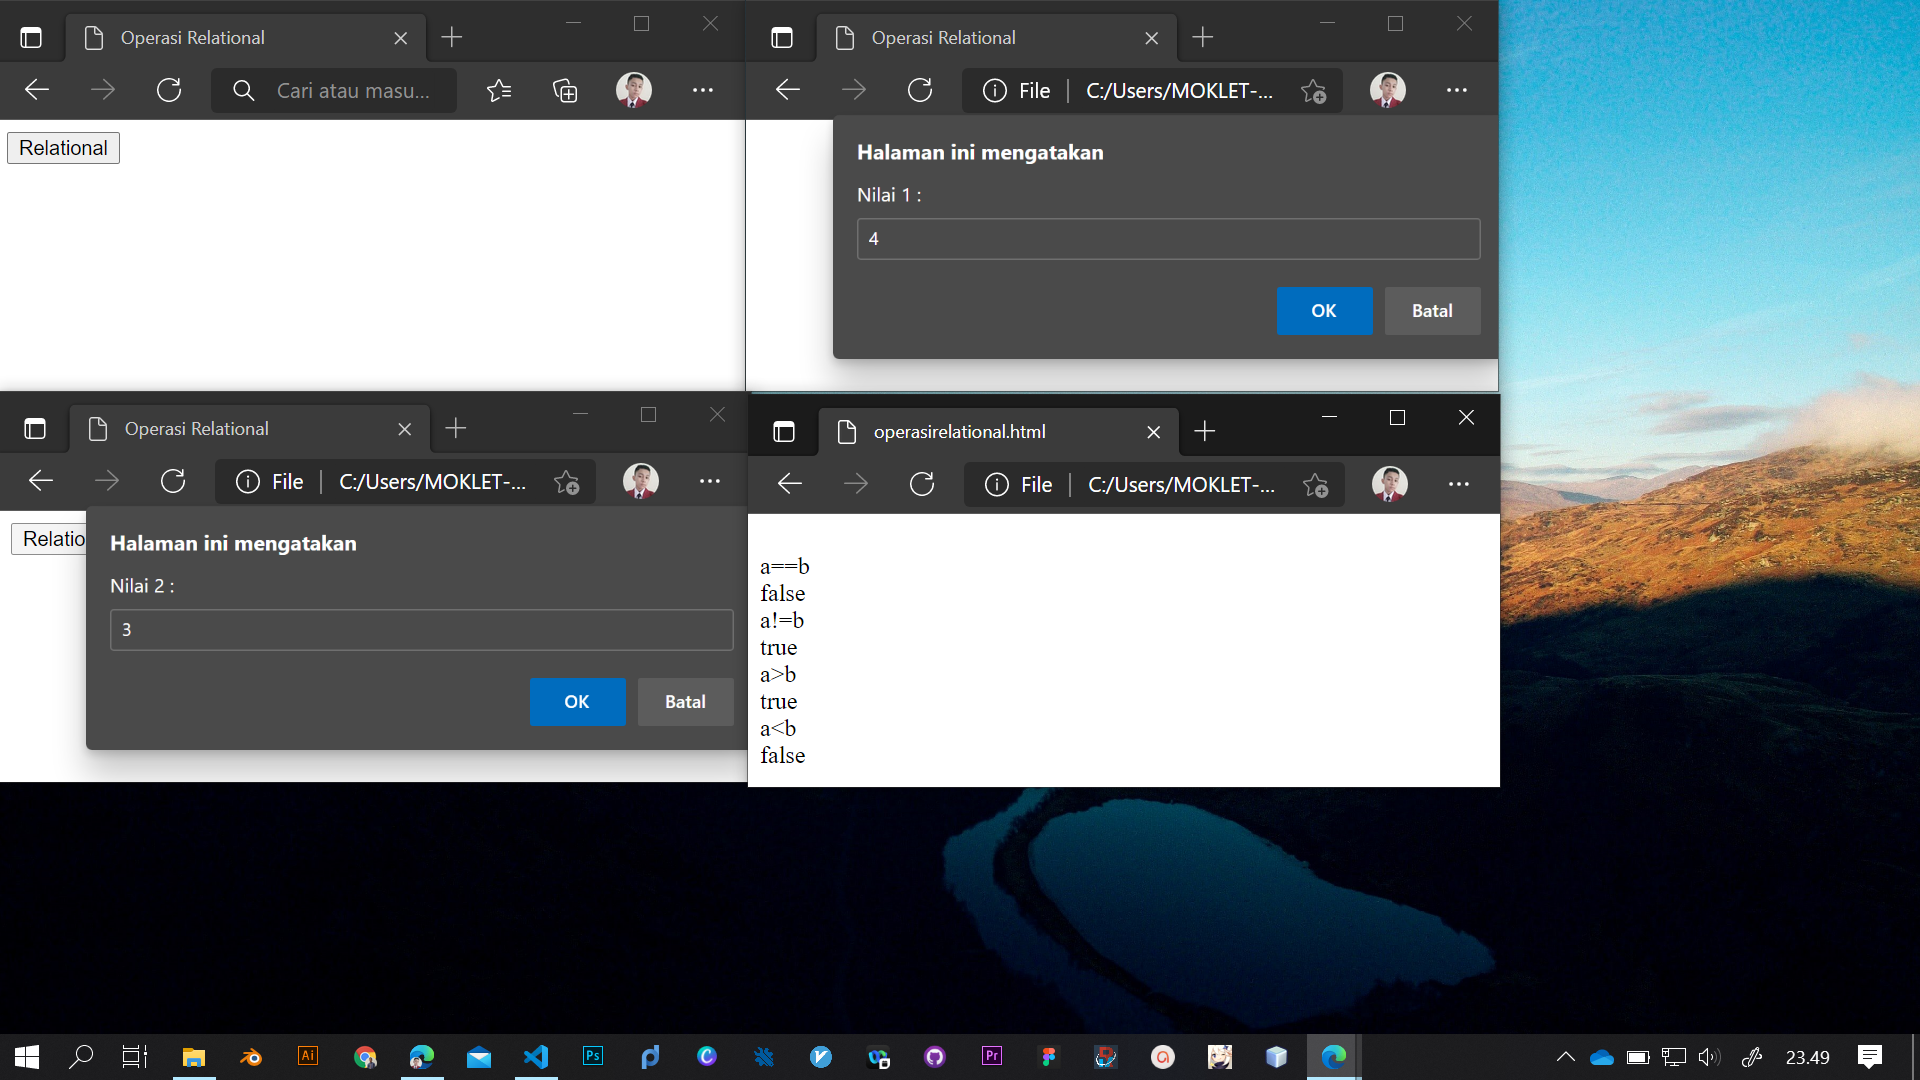 Operasi Relational
Cari atau masu...
Relational
Operasi Relational
File
C:/Users/MOKLET-...
Halaman ini mengatakan
Nilai 1 :
4
OK
Batal
Operasi Relational
File
C:/Users/MOKLET-...
Relatio
Halaman ini mengatakan
Nilai 2 :
3
OK
Batal
operasirelational.html
File
C:/Users/MOKLET-...
a==b
false
a!=b
true
a>b
true
a<b
false
Ai
Ps
Pr
23.49